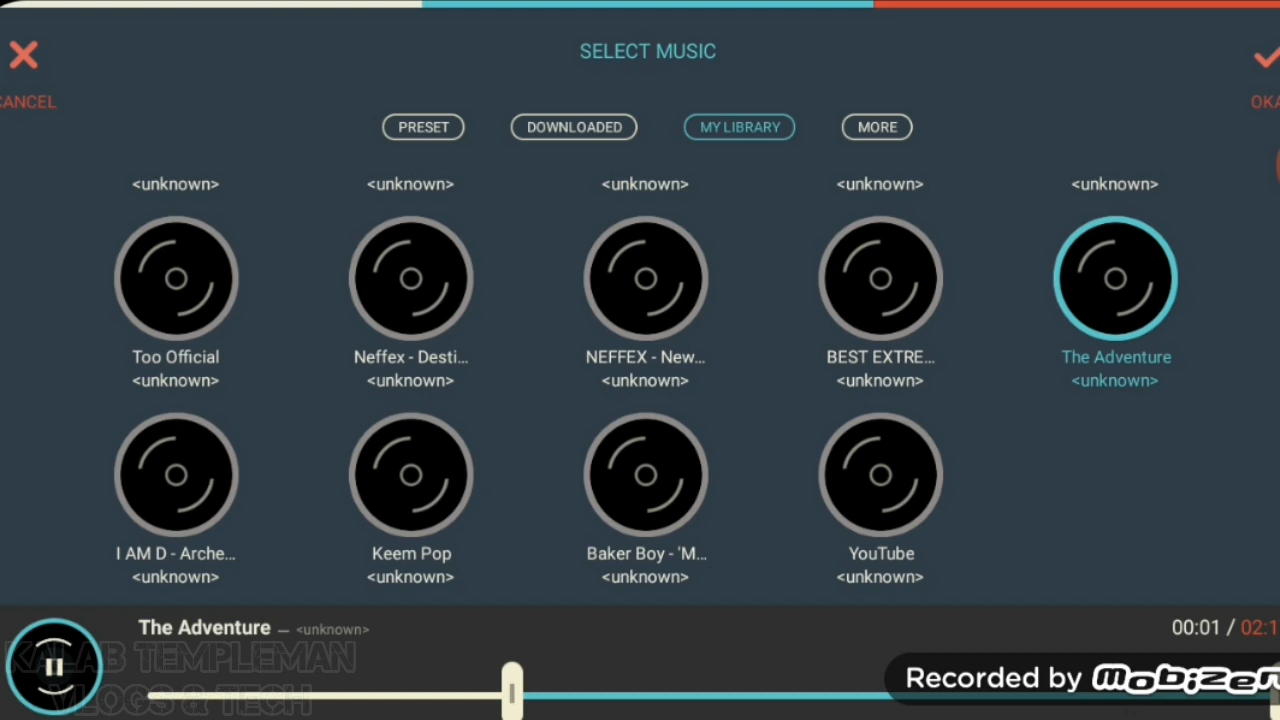 SELECT MUSIC
CANCEL
OKA
PRESET DOWNLOADED MY LIBRARY MORE
<unknown> <unknown> <unknown> <unknown> <unknown>
Too Official Neffex - Desti... NEFFEX - New... BEST EXTRE... The Adventure
<unknown> <unknown> <unknown> <unknown> <unknown>
I AM D - Arche... Keem Pop Baker Boy - 'M... YouTube
<unknown> <unknown> <unknown> <unknown>
The Adventure — <unknown> 00:01 / 02:1
KALAB TEMPLEMAN
VLOGS & TECH
Recorded by Mobizen